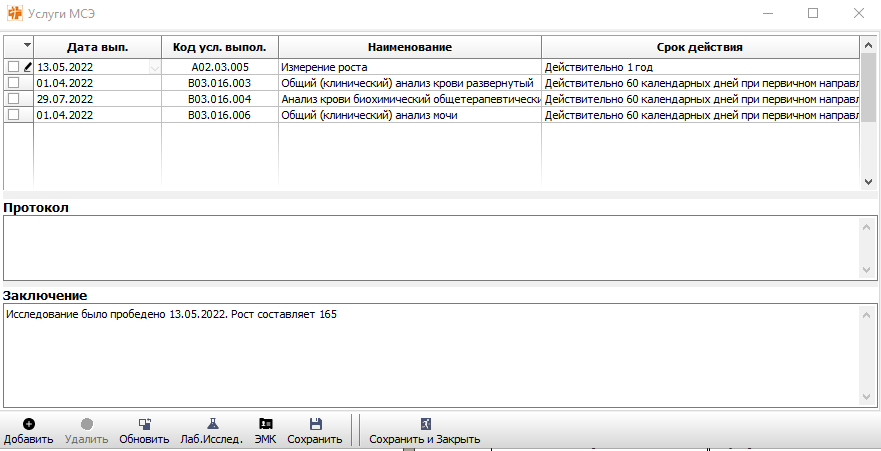 Услуги МСЭ
Дата вып. Код усл. выпол. Наименование Срок действия
13.05.2022 A02.03.005 Измерение роста Действительно 1 год
01.04.2022 B03.016.003 Общий (клинический) анализ крови развернутый Действительно 60 календарных дней при первичном направл
29.07.2022 B03.016.004 Анализ крови биохимический общетерапевтически Действительно 60 календарных дней при первичном направл
01.04.2022 B03.016.006 Общий (клинический) анализ мочи Действительно 60 календарных дней при первичном направл
Протокол
Заключение
Исследование было пробедено 13.05.2022. Рост составляет 165
Добавить Удалить Обновить Лаб.Исслед. ЭМК Сохранить Сохранить и Закрыть